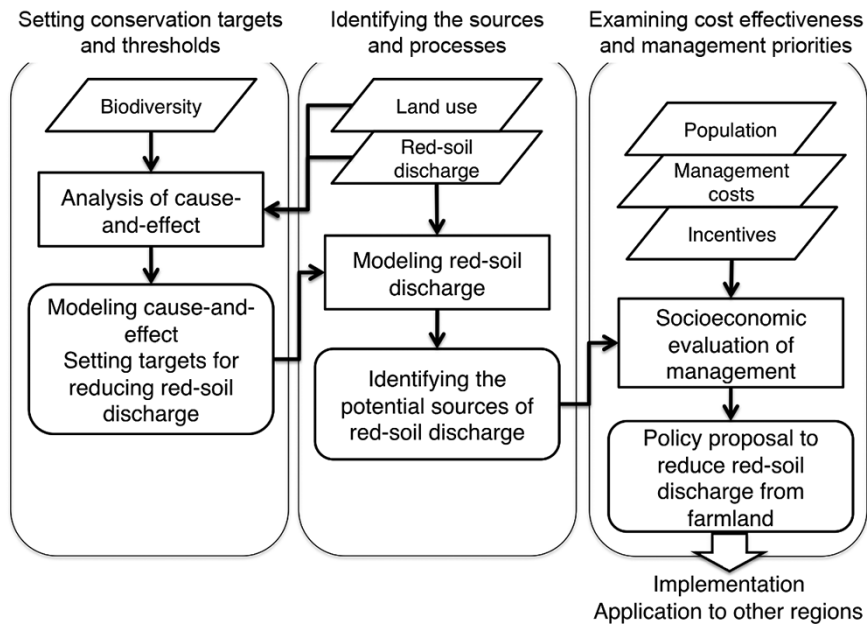 Setting conservation targets
and thresholds
Biodiversity
Analysis of cause-
and-effect
Modeling cause-and-
effect
Setting targets for
reducing red-soil
discharge
Identifying the sources
and processes
Land use
Red-soil
discharge
Modeling red-soil
discharge
Identifying the
potential sources of
red-soil discharge
Examining cost effectiveness
and management priorities
Population
Management
costs
Incentives
Socioeconomic
evaluation of
management
Policy proposal to
reduce red-soil
discharge from
farmland
Implementation
Application to other regions